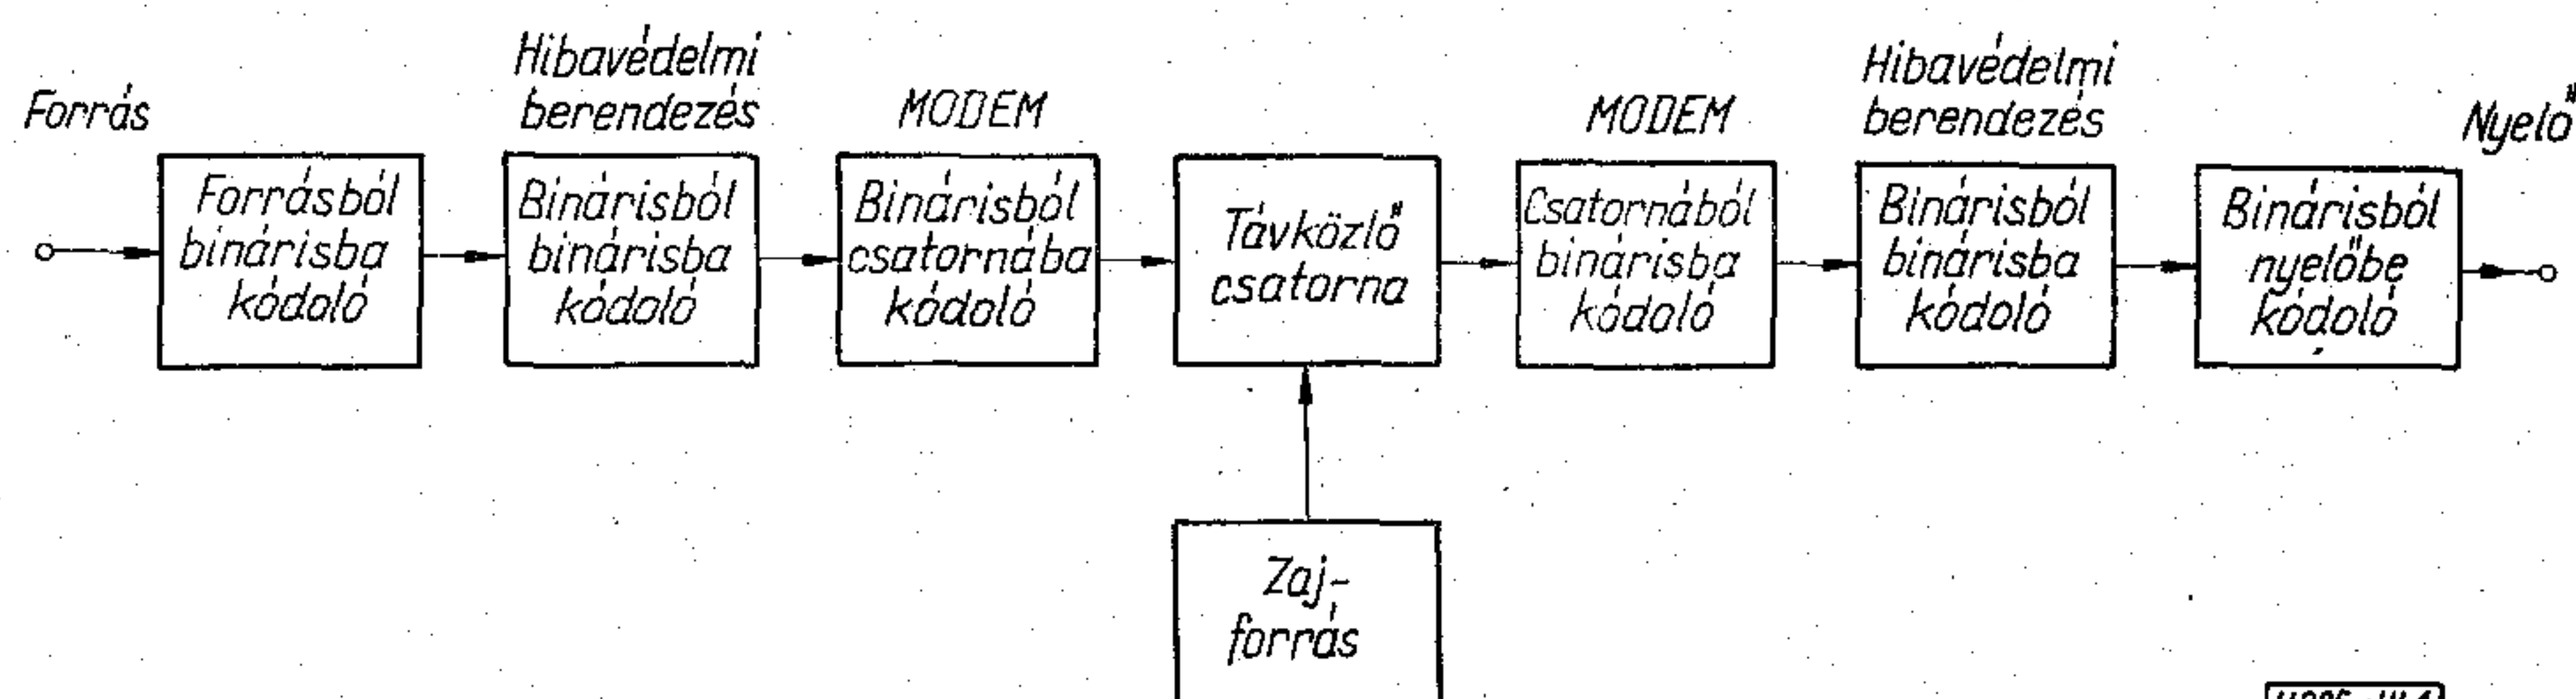 Forrás
Hibavédelmi
berendezés
MODEM
MODEM
Hibavédelmi
berendezés
Nyelő
Forrásból
binárisba
kódoló
Binárisból
binárisba
kódoló
Binárisból
csatornába
kódoló
Távközlő
csatorna
Csatornából
binárisba
kódoló
Binárisból
binárisba
kódoló
Binárisból
nyelőbe
kódoló
Zaj-
forrás